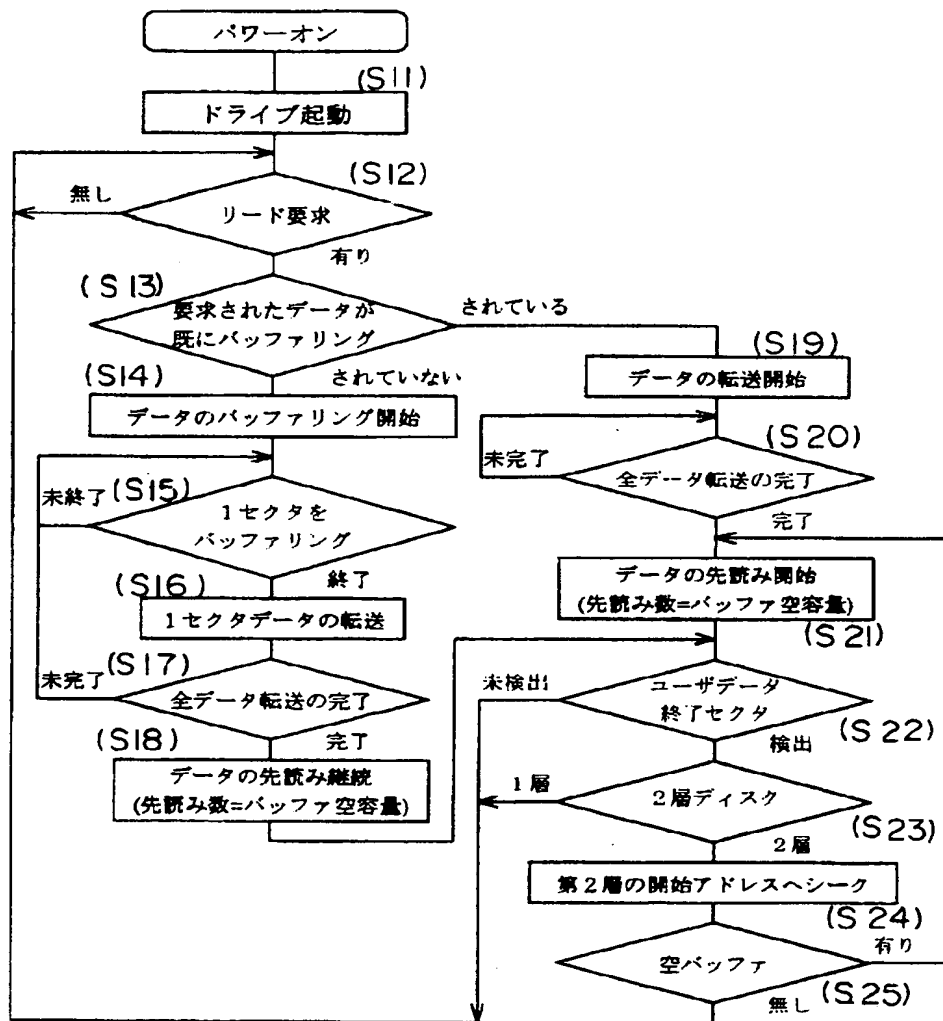 パワーオン
(S11)
ドライブ起動
(S12)
無し
リード要求
有り
(S13)
要求されたデータが
既にバッファリング
されている
されていない
(S14)
データのバッファリング開始
未終了
(S15)
1セクタを
バッファリング
終了
(S16)
1セクタデータの転送
未完了
(S17)
全データ転送の完了
完了
(S18)
データの先読み継続
(先読み数=バッファ空容量)
(S19)
データの転送開始
(S20)
未完了
全データ転送の完了
完了
データの先読み開始
(先読み数=バッファ空容量)
(S21)
未検出
ユーザデータ
終了セクタ
(S22)
検出
1層
2層ディスク
(S23)
2層
第2層の開始アドレスへシーク
(S24)
空バッファ
有り
(S25)
無し